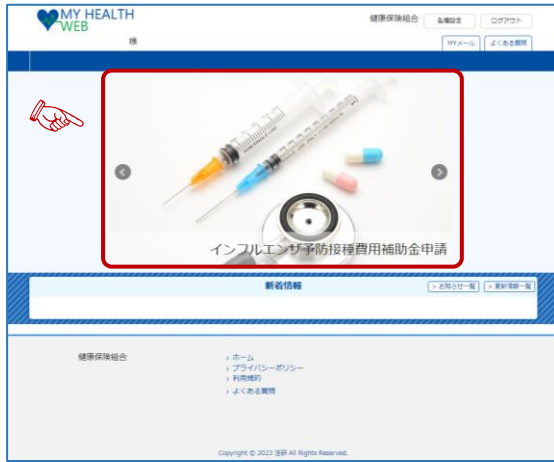 MY HEALTH
WEB
健康保険組合
各種設定
ログアウト
様
MYメール
よくある質問
インフルエンザ予防接種費用補助金申請
新着情報
> お知らせ一覧
> 更新情報一覧
健康保険組合
> ホーム
> プライバシーポリシー
> 利用規約
> よくある質問
Copyright © 2023 法研 All Rights Reserved.